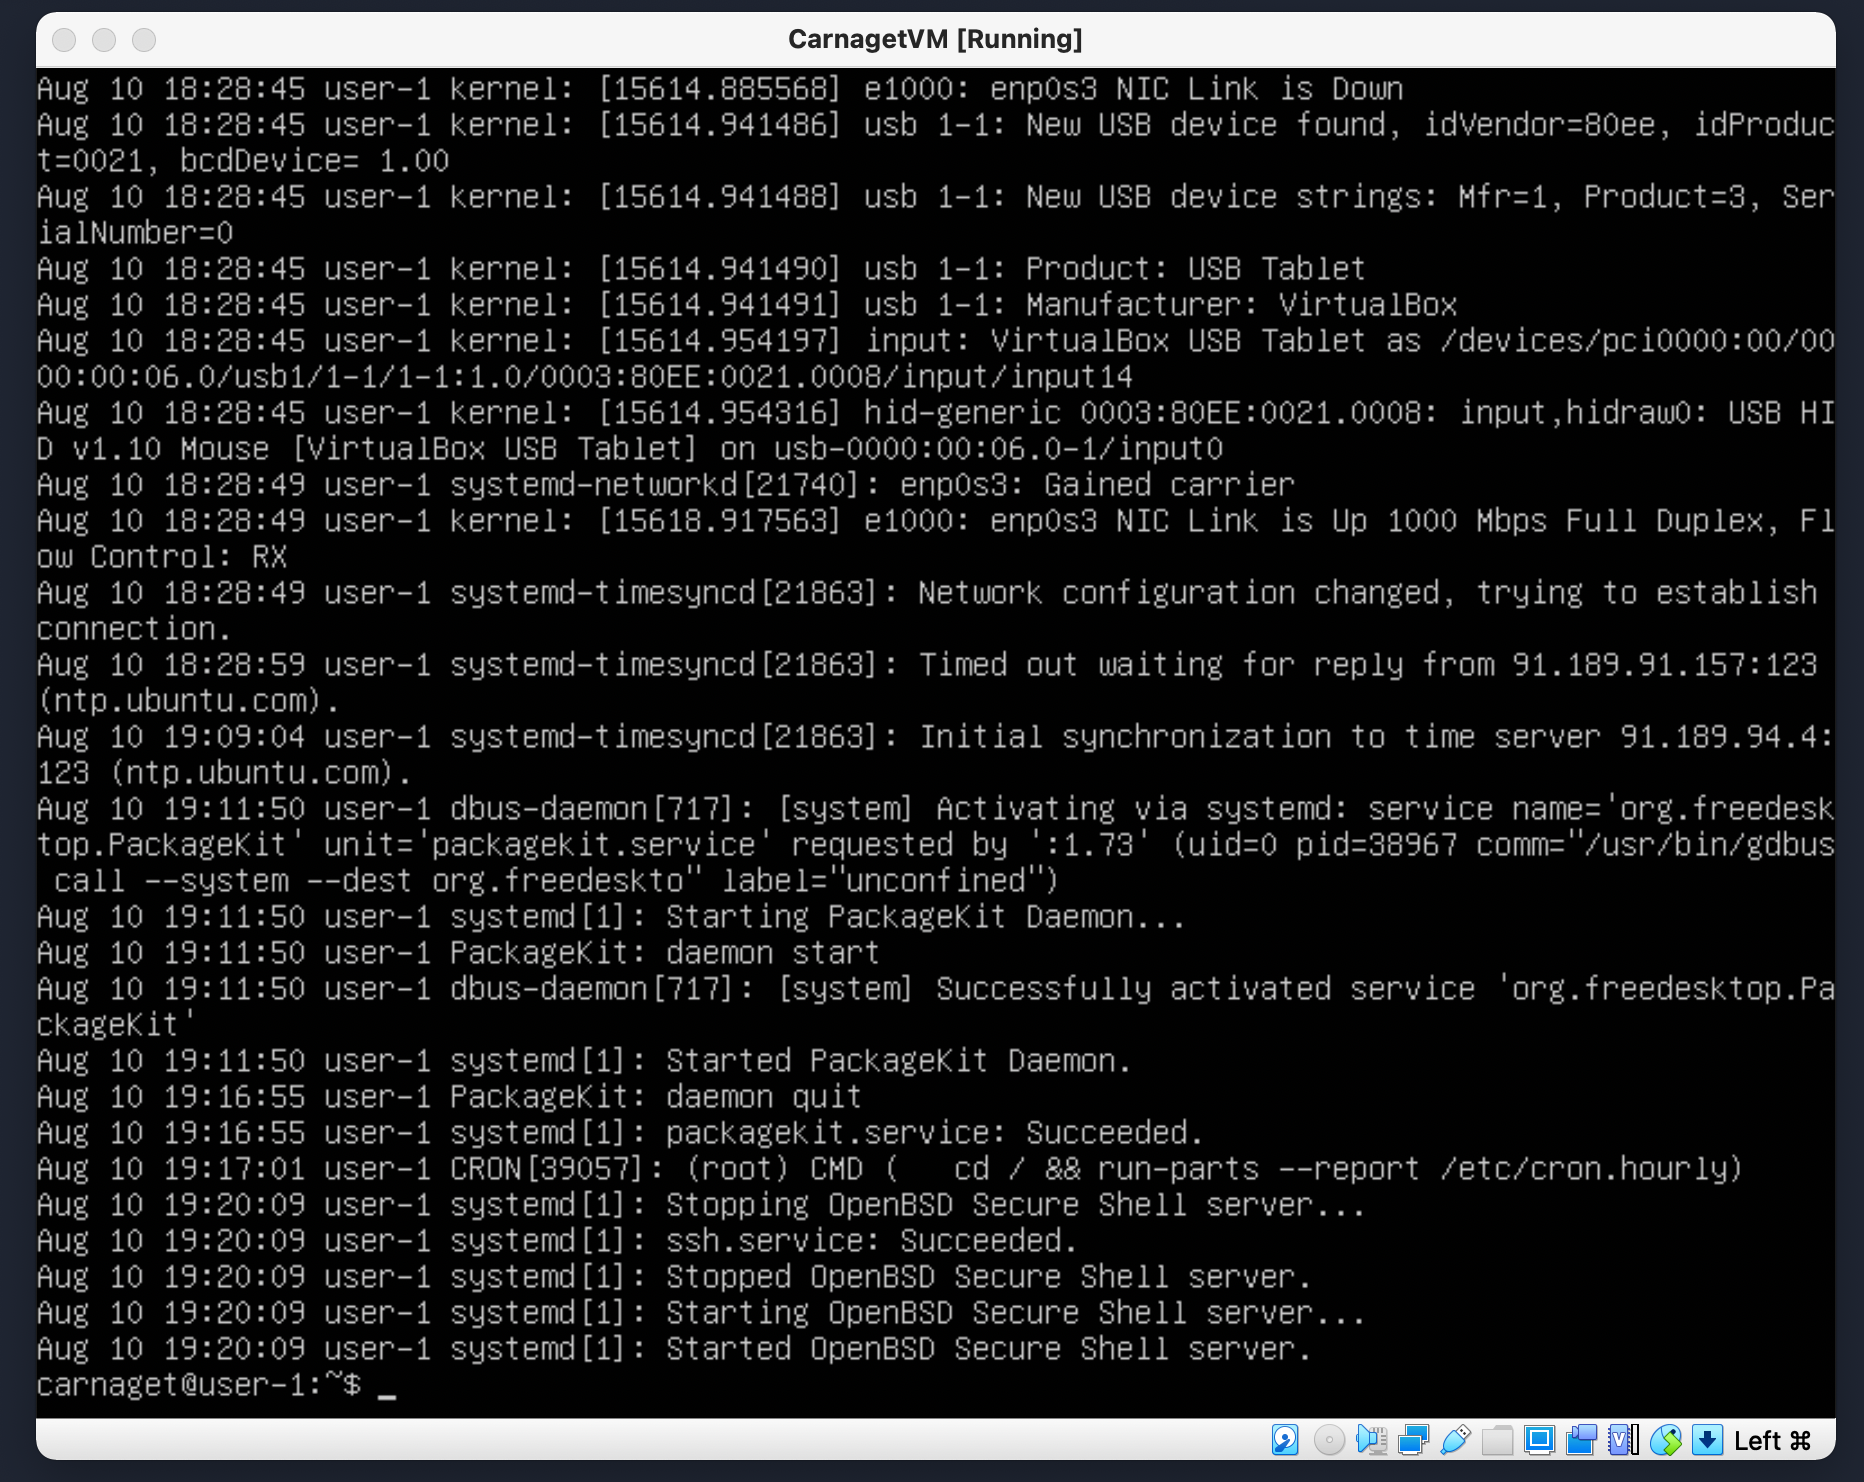 CarnagetVM [Running]
Aug 10 18:28:45 user-1 kernel: [15614.885568] e1000: enp0s3 NIC Link is Down
Aug 10 18:28:45 user-1 kernel: [15614.941486] usb 1-1: New USB device found, idVendor=80ee, idProduc
t=0021, bcdDevice= 1.00
Aug 10 18:28:45 user-1 kernel: [15614.941488] usb 1-1: New USB device strings: Mfr=1, Product=3, Ser
ialNumber=0
Aug 10 18:28:45 user-1 kernel: [15614.941490] usb 1-1: Product: USB Tablet
Aug 10 18:28:45 user-1 kernel: [15614.941491] usb 1-1: Manufacturer: VirtualBox
Aug 10 18:28:45 user-1 kernel: [15614.954197] input: VirtualBox USB Tablet as /devices/pci0000:00/00
00:00:06.0/usb1/1-1/1-1:1.0/0003:80EE:0021.0008/input/input14
Aug 10 18:28:45 user-1 kernel: [15614.954316] hid-generic 0003:80EE:0021.0008: input,hidraw0: USB HI
D v1.10 Mouse [VirtualBox USB Tablet] on usb-0000:00:06.0-1/input0
Aug 10 18:28:49 user-1 systemd-networkd[21740]: enp0s3: Gained carrier
Aug 10 18:28:49 user-1 kernel: [15618.917563] e1000: enp0s3 NIC Link is Up 1000 Mbps Full Duplex, Fl
ow Control: RX
Aug 10 18:28:49 user-1 systemd-timesyncd[21863]: Network configuration changed, trying to establish
connection.
Aug 10 18:28:59 user-1 systemd-timesyncd[21863]: Timed out waiting for reply from 91.189.91.157:123
(ntp.ubuntu.com).
Aug 10 19:09:04 user-1 systemd-timesyncd[21863]: Initial synchronization to time server 91.189.94.4:
123 (ntp.ubuntu.com).
Aug 10 19:11:50 user-1 dbus-daemon[717]: [system] Activating via systemd: service name='org.freedesk
top.PackageKit' unit='packagekit.service' requested by ':1.73' (uid=0 pid=38967 comm="/usr/bin/gdbus
 call --system --dest org.freedeskto" label="unconfined")
Aug 10 19:11:50 user-1 systemd[1]: Starting PackageKit Daemon...
Aug 10 19:11:50 user-1 PackageKit: daemon start
Aug 10 19:11:50 user-1 dbus-daemon[717]: [system] Successfully activated service 'org.freedesktop.Pa
ckageKit'
Aug 10 19:11:50 user-1 systemd[1]: Started PackageKit Daemon.
Aug 10 19:16:55 user-1 PackageKit: daemon quit
Aug 10 19:16:55 user-1 systemd[1]: packagekit.service: Succeeded.
Aug 10 19:17:01 user-1 CRON[39057]: (root) CMD (   cd / && run-parts --report /etc/cron.hourly)
Aug 10 19:20:09 user-1 systemd[1]: Stopping OpenBSD Secure Shell server...
Aug 10 19:20:09 user-1 systemd[1]: ssh.service: Succeeded.
Aug 10 19:20:09 user-1 systemd[1]: Stopped OpenBSD Secure Shell server.
Aug 10 19:20:09 user-1 systemd[1]: Starting OpenBSD Secure Shell server...
Aug 10 19:20:09 user-1 systemd[1]: Started OpenBSD Secure Shell server.
carnaget@user-1:~$ _
Left ⌘